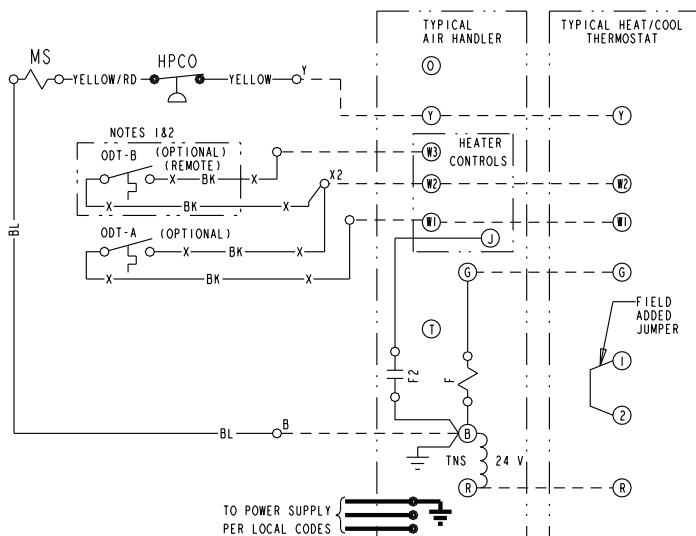 TYPICAL
AIR HANDLER
TYPICAL HEAT/COOL
THERMOSTAT
MS
HPCO
O
YELLOW/RD
YELLOW
Y
Y
Y
NOTES 1&2
HEATER
CONTROLS
ODT-B
(OPTIONAL)
(REMOTE)
W3
X2
X
BK
X
W2
W2
X
BK
X
ODT-A
(OPTIONAL)
W1
W1
BL
J
X
BK
X
X
BK
X
G
G
FIELD
ADDED
JUMPER
T
1
F2
F
2
B
BL
B
TNS
24 V
R
R
TO POWER SUPPLY
PER LOCAL CODES